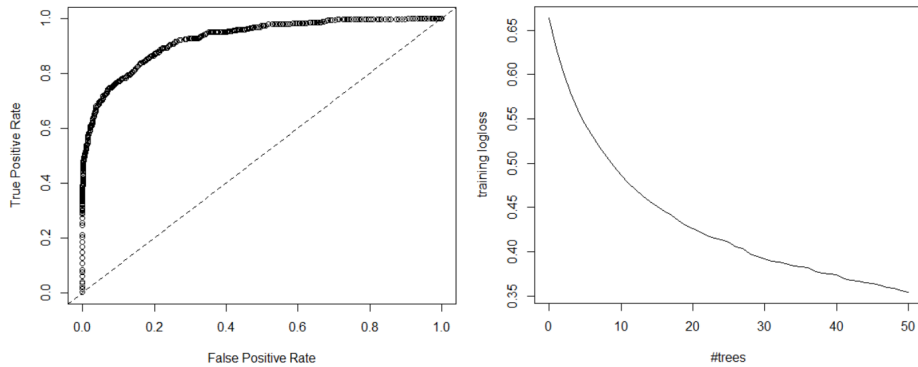 True Positive Rate
1.0
0.8
0.6
0.4
0.2
0.0
0.0 0.2 0.4 0.6 0.8 1.0
False Positive Rate
training logloss
0.65
0.60
0.55
0.50
0.45
0.40
0.35
0 10 20 30 40 50
#trees